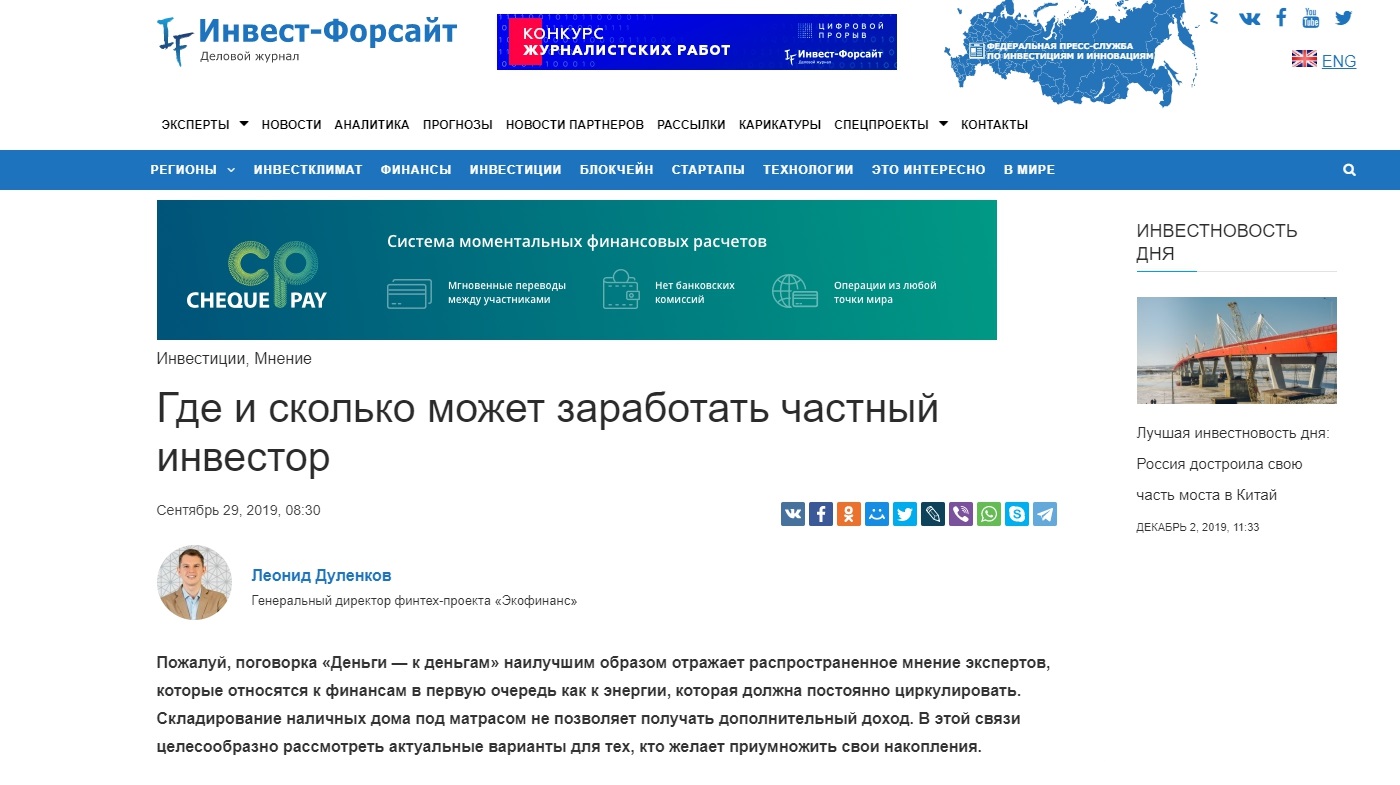 IF Инвест-Форсайт
Деловой журнал
КОНКУРС
ЖУРНАЛИСТСКИХ РАБОТ
ЦИФРОВОЙ
ПРОРЫВ
IF Инвест-Форсайт
Деловой журнал
ФЕДЕРАЛЬНАЯ ПРЕСС-СЛУЖБА
ПО ИНВЕСТИЦИЯМ И ИННОВАЦИЯМ
You Tube
ENG
ЭКСПЕРТЫ НОВОСТИ АНАЛИТИКА ПРОГНОЗЫ НОВОСТИ ПАРТНЕРОВ РАССЫЛКИ КАРИКАТУРЫ СПЕЦПРОЕКТЫ КОНТАКТЫ
РЕГИОНЫ ИНВЕСТКЛИМАТ ФИНАНСЫ ИНВЕСТИЦИИ БЛОКЧЕЙН СТАРТАПЫ ТЕХНОЛОГИИ ЭТО ИНТЕРЕСНО В МИРЕ
cp
CHEQUE PAY
Система моментальных финансовых расчетов
Мгновенные переводы
между участниками
Нет банковских
комиссий
Операции из любой
точки мира
Инвестиции, Мнение
Где и сколько может заработать частный
инвестор
Сентябрь 29, 2019, 08:30
Леонид Дуленков
Генеральный директор финтех-проекта «Экофинанс»
Пожалуй, поговорка «Деньги — к деньгам» наилучшим образом отражает распространенное мнение экспертов,
которые относятся к финансам в первую очередь как к энергии, которая должна постоянно циркулировать.
Складирование наличных дома под матрасом не позволяет получать дополнительный доход. В этой связи
целесообразно рассмотреть актуальные варианты для тех, кто желает приумножить свои накопления.
ИНВЕСТНОВОСТЬ
ДНЯ
Лучшая инвестновость дня:
Россия достроила свою
часть моста в Китай
ДЕКАБРЬ 2, 2019, 11:33